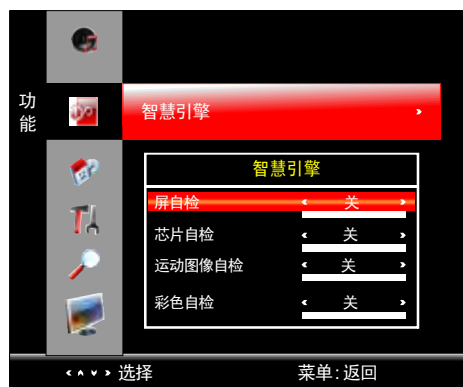 功能
智慧引擎
智慧引擎
屏自检 关
芯片自检 关
运动图像自检 关
彩色自检 关
选择 菜单:返回